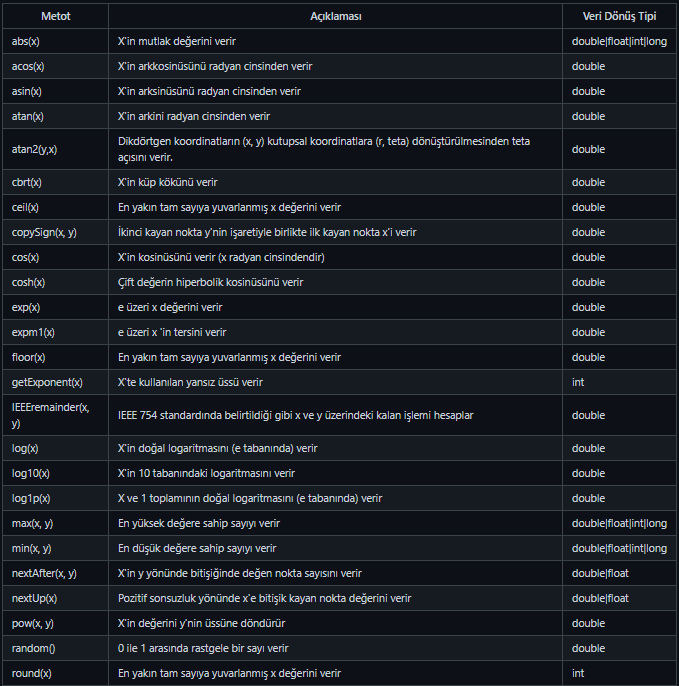 Metot Açıklaması Veri Dönüş Tipi
abs(x) X'in mutlak değerini verir double|float|int|long
acos(x) X'in arkkosinüsünü radyan cinsinden verir double
asin(x) X'in arksinüsünü radyan cinsinden verir double
atan(x) X'in arkini radyan cinsinden verir double
atan2(y,x) Dikdörtgen koordinatların (x, y) kutupsal koordinatlara (r, teta) dönüştürülmesinden teta
açısını verir. double
cbrt(x) X'in küp kökünü verir double
ceil(x) En yakın tam sayıya yuvarlanmış x değerini verir double
copySign(x, y) İkinci kayan nokta y'nin işaretiyle birlikte ilk kayan nokta x'i verir double
cos(x) X'in kosinüsünü verir (x radyan cinsindendir) double
cosh(x) Çift değerin hiperbolik kosinüsünü verir double
exp(x) e üzeri x değerini verir double
expm1(x) e üzeri x 'in tersini verir double
floor(x) En yakın tam sayıya yuvarlanmış x değerini verir double
getExponent(x) X'te kullanılan yansız üssü verir int
IEEEremainder(x,
y) IEEE 754 standardında belirtildiği gibi x ve y üzerindeki kalan işlemi hesaplar double
log(x) X'in doğal logaritmasını (e tabanında) verir double
log10(x) X'in 10 tabanındaki logaritmasını verir double
log1p(x) X ve 1 toplamının doğal logaritmasını (e tabanında) verir double
max(x, y) En yüksek değere sahip sayıyı verir double|float|int|long
min(x, y) En düşük değere sahip sayıyı verir double|float|int|long
nextAfter(x, y) X'in y yönünde bitişiğinde değen nokta sayısını verir double|float
nextUp(x) Pozitif sonsuzluk yönünde x'e bitişik kayan nokta değerini verir double|float
pow(x, y) X'in değerini y'nin üssüne döndürür double
random() 0 ile 1 arasında rastgele bir sayı verir double
round(x) En yakın tam sayıya yuvarlanmış x değerini verir int